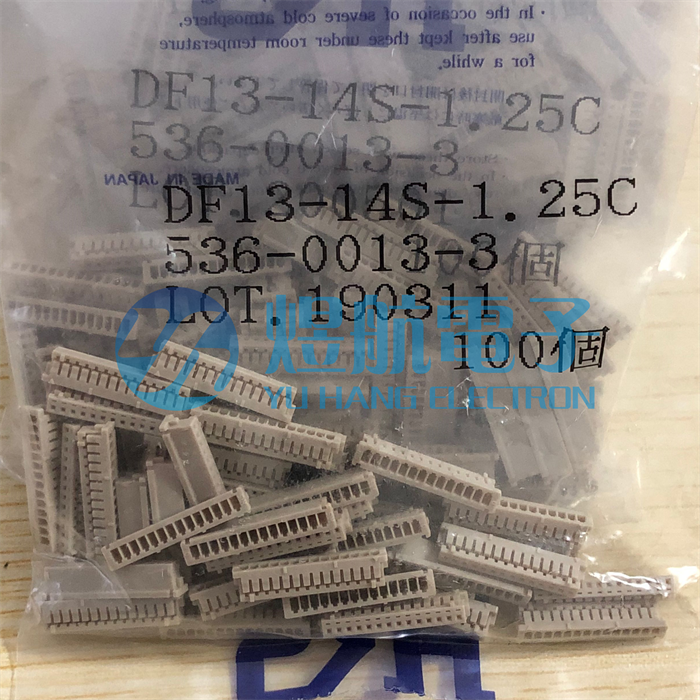 · In the occasion of severe cold atmosphere,
use after kept these under room temperature
for a while.
DF13-14S-1.25C
536-0013-3
MADE IN JAPAN
DF13-14S-1.25C
536-0013-3
LOT.190311
100個
煜航電子
YU HANG ELECTRON